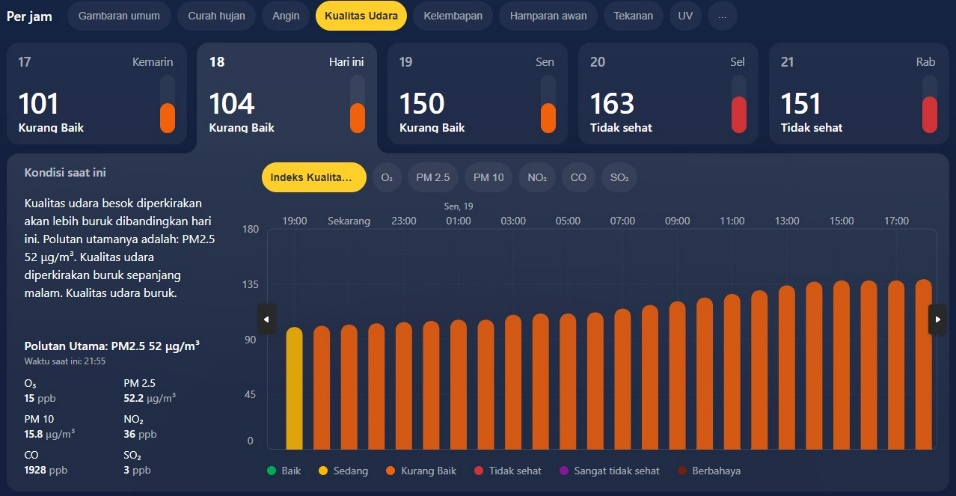 Per jam
Gambaran umum
Curah hujan
Angin
Kualitas Udara
Kelembapan
Hamparan awan
Tekanan
UV
...
17 Kemarin
101
Kurang Baik
18 Hari ini
104
Kurang Baik
19 Sen
150
Kurang Baik
20 Sel
163
Tidak sehat
21 Rab
151
Tidak sehat
Kondisi saat ini
Kualitas udara besok diperkirakan
akan lebih buruk dibandingkan hari
ini. Polutan utamanya adalah: PM2.5
52 µg/m³. Kualitas udara
diperkirakan buruk sepanjang
malam. Kualitas udara buruk.
Polutan Utama: PM2.5 52 µg/m³
Waktu saat ini: 21:55
O₃ PM 2.5
15 ppb 52.2 µg/m³
PM 10 NO₂
15.8 µg/m³ 36 ppb
CO SO₂
1928 ppb 3 ppb
Indeks Kualita...
O₃
PM 2.5
PM 10
NO₂
CO
SO₂
Sen, 19
19:00 Sekarang 23:00 01:00 03:00 05:00 07:00 09:00 11:00 13:00 15:00 17:00
180
135
90
45
0
Baik Sedang Kurang Baik Tidak sehat Sangat tidak sehat Berbahaya